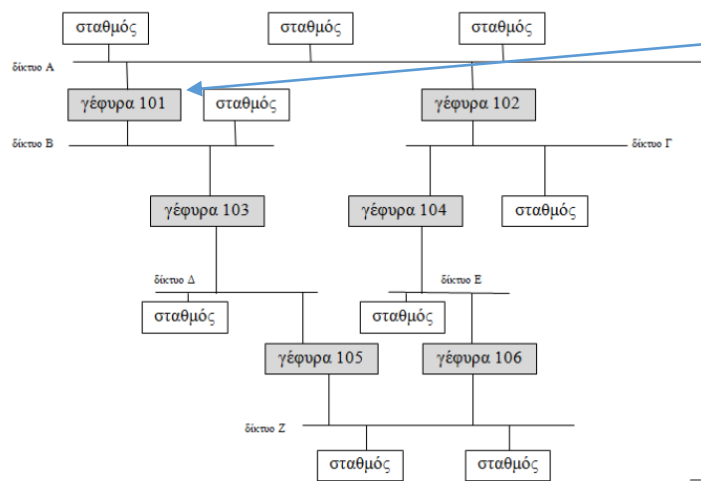 σταθμός σταθμός σταθμός
δίκτυο Α
γέφυρα 101 σταθμός γέφυρα 102
δίκτυο Β δίκτυο Γ
γέφυρα 103 γέφυρα 104 σταθμός
δίκτυο Δ δίκτυο Ε
σταθμός σταθμός
γέφυρα 105 γέφυρα 106
δίκτυο Ζ
σταθμός σταθμός